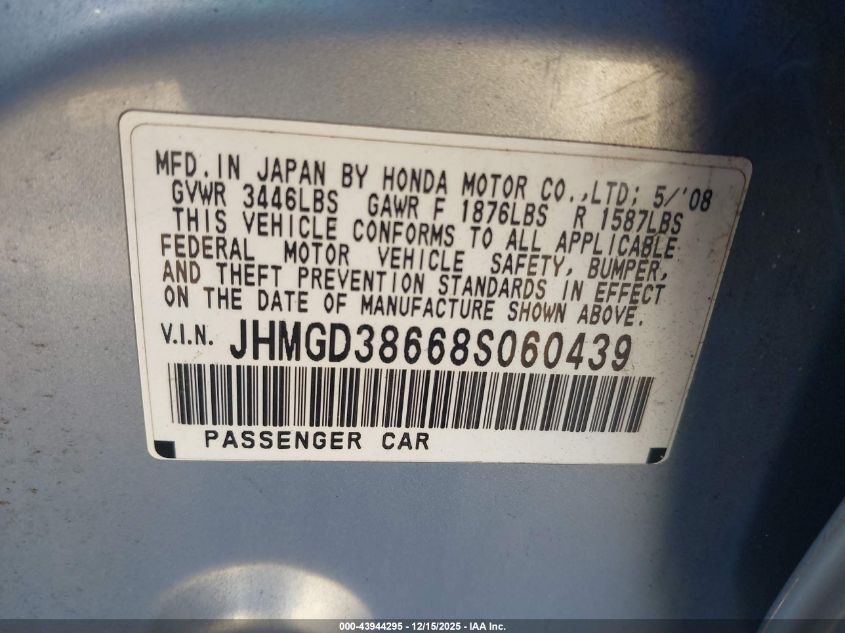 MFD. IN JAPAN BY HONDA MOTOR CO.,LTD; 5/'08
GVWR 3446LBS GAWR F 1876LBS R 1587LBS
THIS VEHICLE CONFORMS TO ALL APPLICABLE
FEDERAL MOTOR VEHICLE SAFETY, BUMPER,
AND THEFT PREVENTION STANDARDS IN EFFECT
ON THE DATE OF MANUFACTURE SHOWN ABOVE.
V.I.N. JHMGD38668S060439
PASSENGER CAR
000-43944295 - 12/15/2025 - IAA Inc.